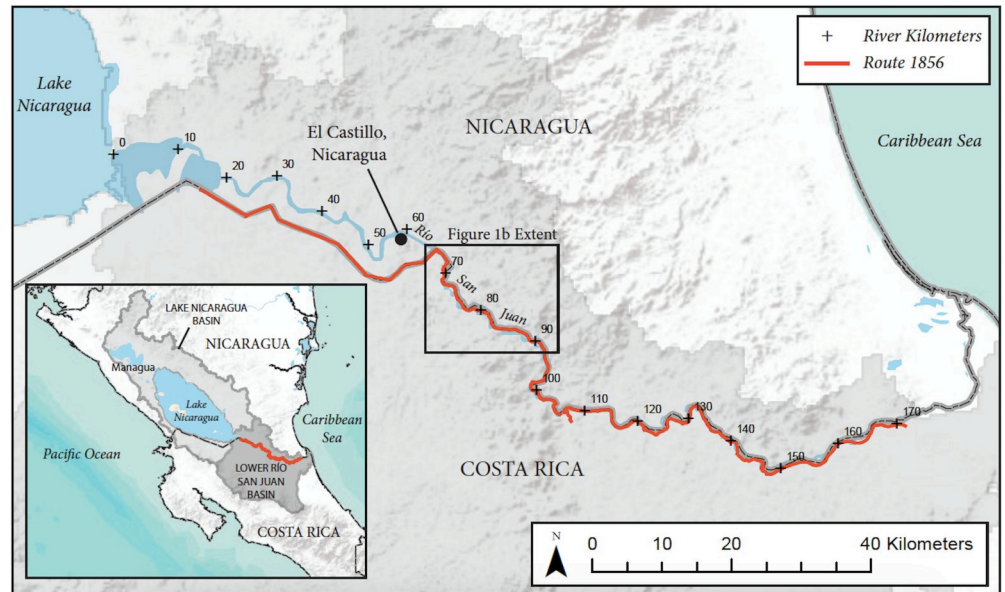 River Kilometers
Route 1856
Lake
Nicaragua
NICARAGUA
Caribbean Sea
El Castillo,
Nicaragua
0
10
20
30
40
50
60
Río
Figure 1b Extent
70
San
80
Juan
90
100
110
120
130
140
150
160
170
COSTA RICA
LAKE NICARAGUA
BASIN
NICARAGUA
Managua
Lake
Nicaragua
Caribbean
Sea
Pacific Ocean
LOWER RÍO
SAN JUAN
BASIN
COSTA RICA
N
0 10 20 40 Kilometers